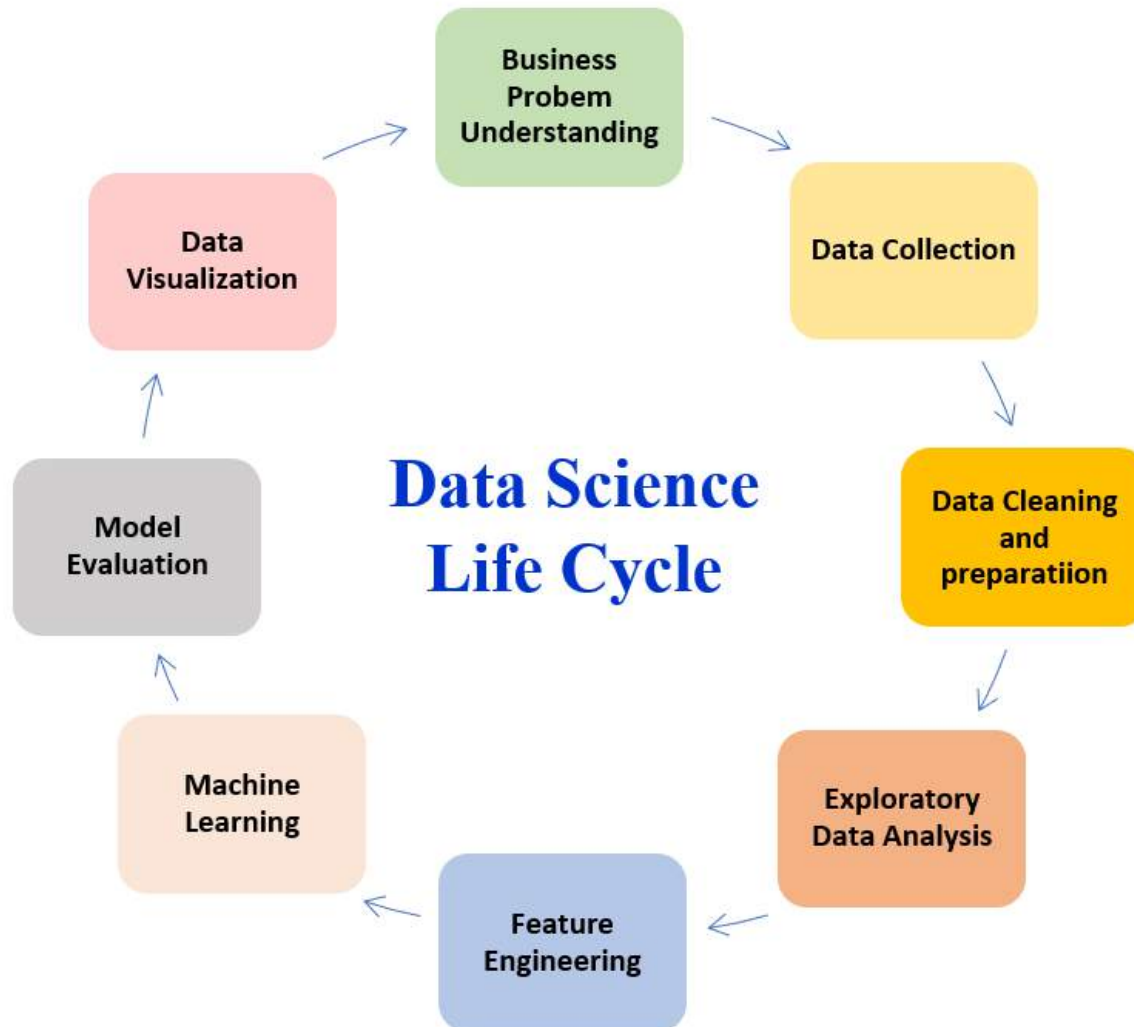 Business
Probem
Understanding
Data Collection
Data Cleaning
and
preparatiion
Exploratory
Data Analysis
Feature
Engineering
Machine
Learning
Model
Evaluation
Data
Visualization
Data Science
Life Cycle